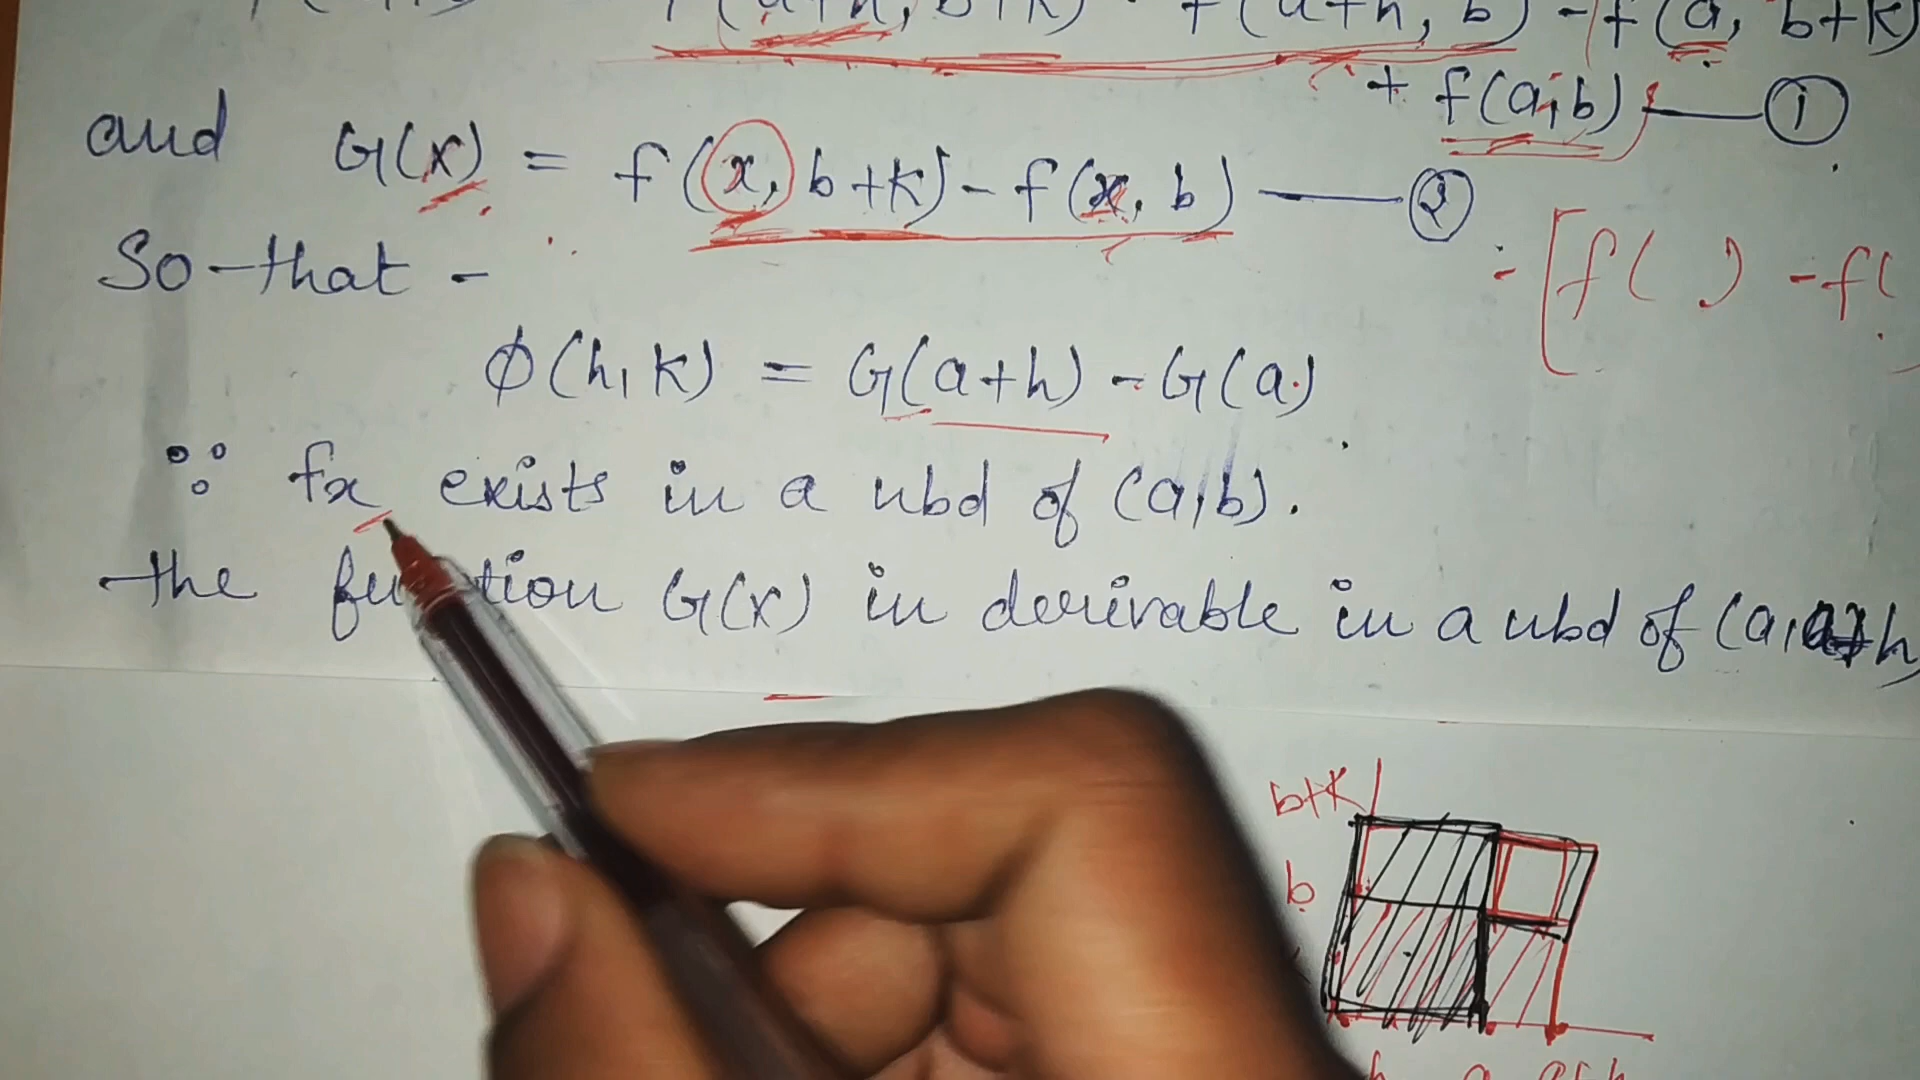 (a+h, b+k) - f(a+h, b) - f(a, b+k)
+ f(a,b) — ①
and G(x) = f(x, b+k) - f(x, b) — ②
So that -
= [f( ) - f(
ϕ(h, k) = G(a+h) - G(a)
∵ fx exists in a nbd of (a,b).
the function G(x) in derivable in a nbd of (a, a+h)
b+k
b
a a+h